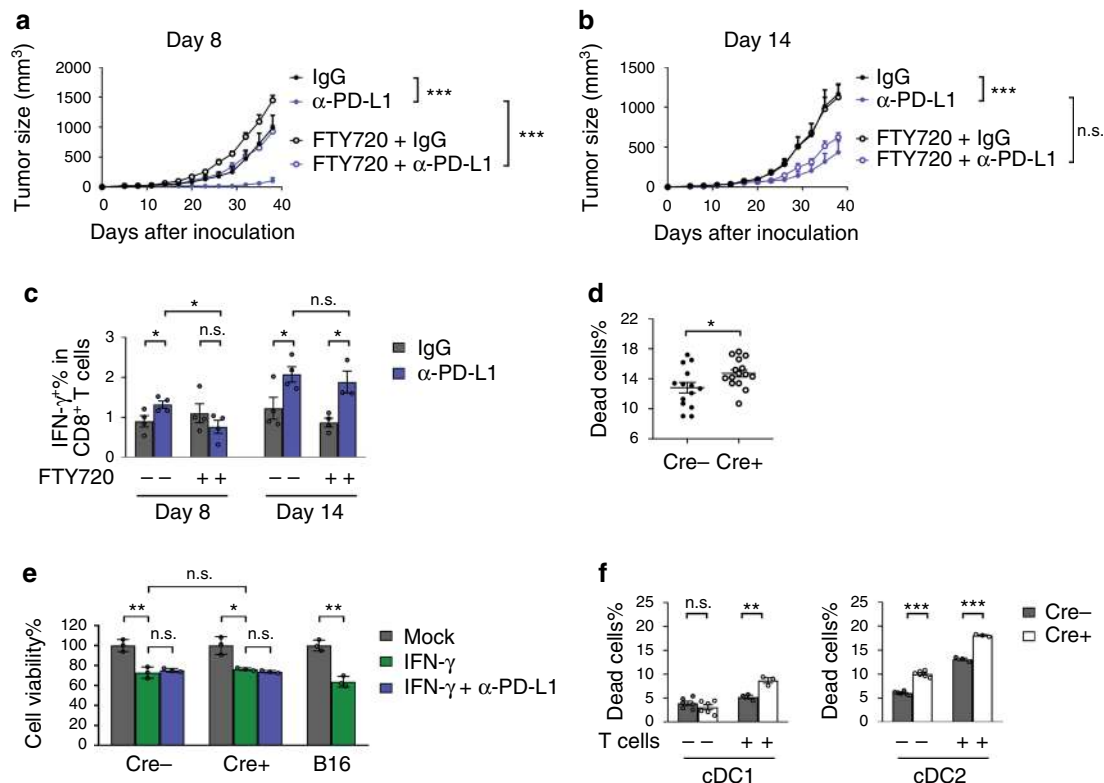 a
Day 8
Tumor size (mm³)
2000
1500
1000
500
0
0 10 20 30 40
Days after inoculation
IgG
α-PD-L1
FTY720 + IgG
FTY720 + α-PD-L1
***
***
b
Day 14
Tumor size (mm³)
1500
1000
500
0
0 10 20 30 40
Days after inoculation
IgG
α-PD-L1
FTY720 + IgG
FTY720 + α-PD-L1
***
n.s.
c
IFN-γ⁺% in
CD8⁺ T cells
3
2
1
0
* n.s.
* n.s. * *
IgG
α-PD-L1
FTY720 – – + + – – + +
Day 8 Day 14
d
Dead cells%
22
18
14
10
6
*
Cre– Cre+
e
Cell viability%
120
100
80
60
40
20
0
n.s.
** * **
n.s. n.s.
Mock
IFN-γ
IFN-γ + α-PD-L1
Cre– Cre+ B16
f
Dead cells%
25
20
15
10
5
0
n.s. **
T cells – – + +
cDC1
Dead cells%
25
20
15
10
5
0
*** ***
– – + +
cDC2
Cre–
Cre+